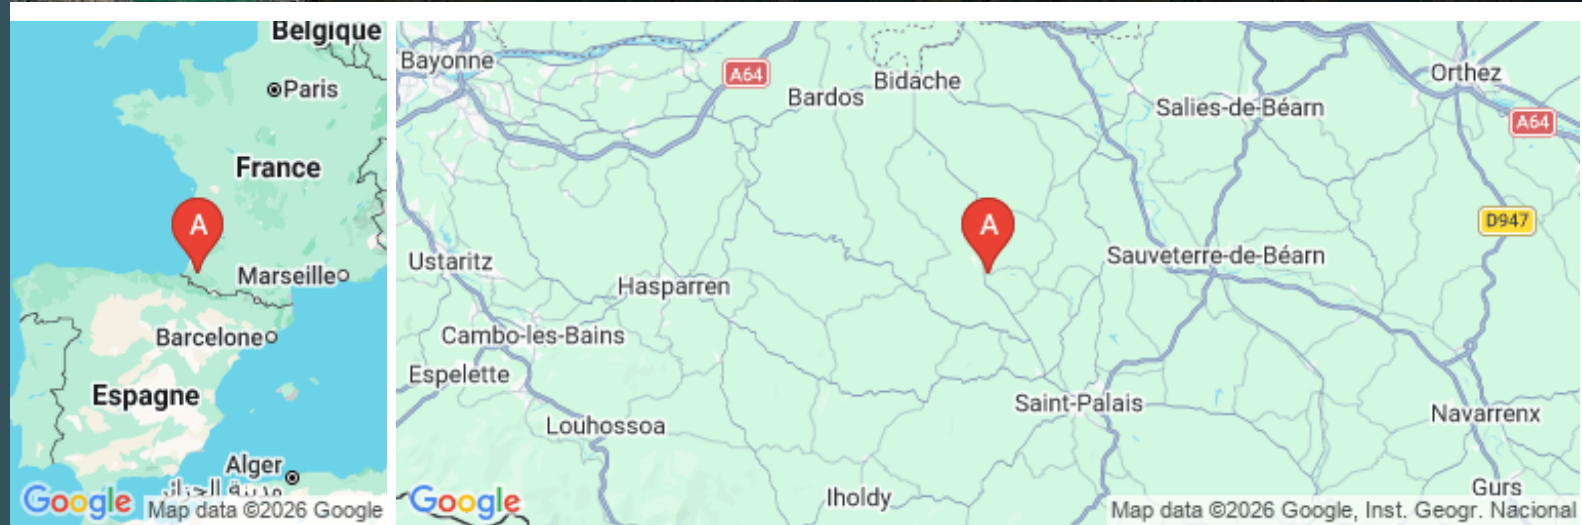 Belgique
Paris
France
A
Marseille
Barcelone
Espagne
Alger
مدينة الجزائر
Google
Map data ©2026 Google
Bayonne
A64
Bidache
Bardos
Orthez
Salies-de-Béarn
A64
A
D947
Ustaritz
Sauveterre-de-Béarn
Hasparren
Cambo-les-Bains
Espelette
Saint-Palais
Navarrenx
Louhossoa
Iholdy
Gurs
Google
Map data ©2026 Google, Inst. Geogr. Nacional